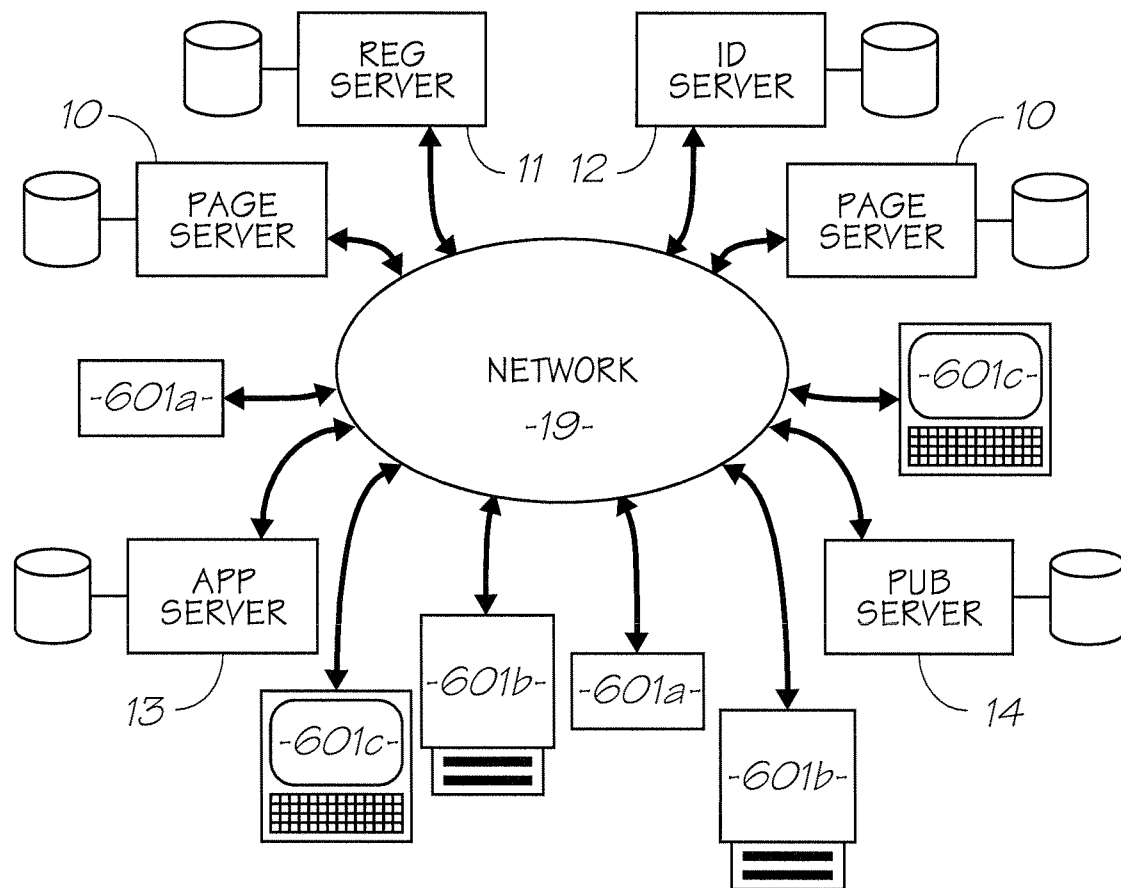 REG
SERVER
ID
SERVER
10
11
12
10
PAGE
SERVER
PAGE
SERVER
NETWORK
-19-
-601a-
-601c-
APP
SERVER
PUB
SERVER
13
-601c-
-601b-
-601a-
-601b-
14